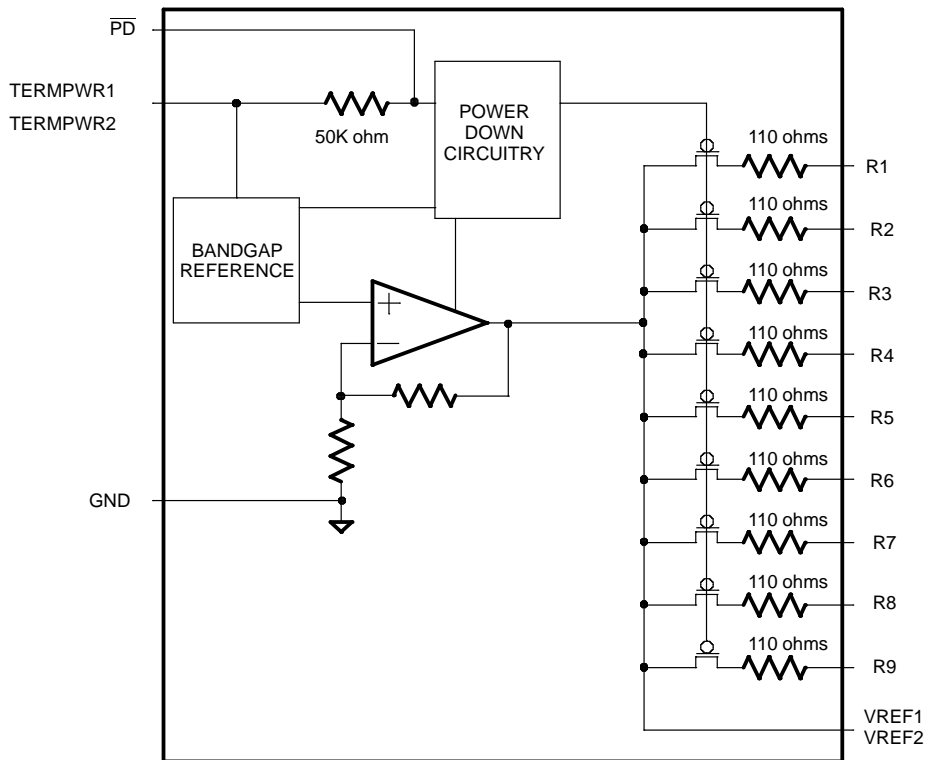 P̅D̅
TERMPWR1
TERMPWR2
50K ohm
POWER
DOWN
CIRCUITRY
BANDGAP
REFERENCE
GND
110 ohms
R1
110 ohms
R2
110 ohms
R3
110 ohms
R4
110 ohms
R5
110 ohms
R6
110 ohms
R7
110 ohms
R8
110 ohms
R9
VREF1
VREF2